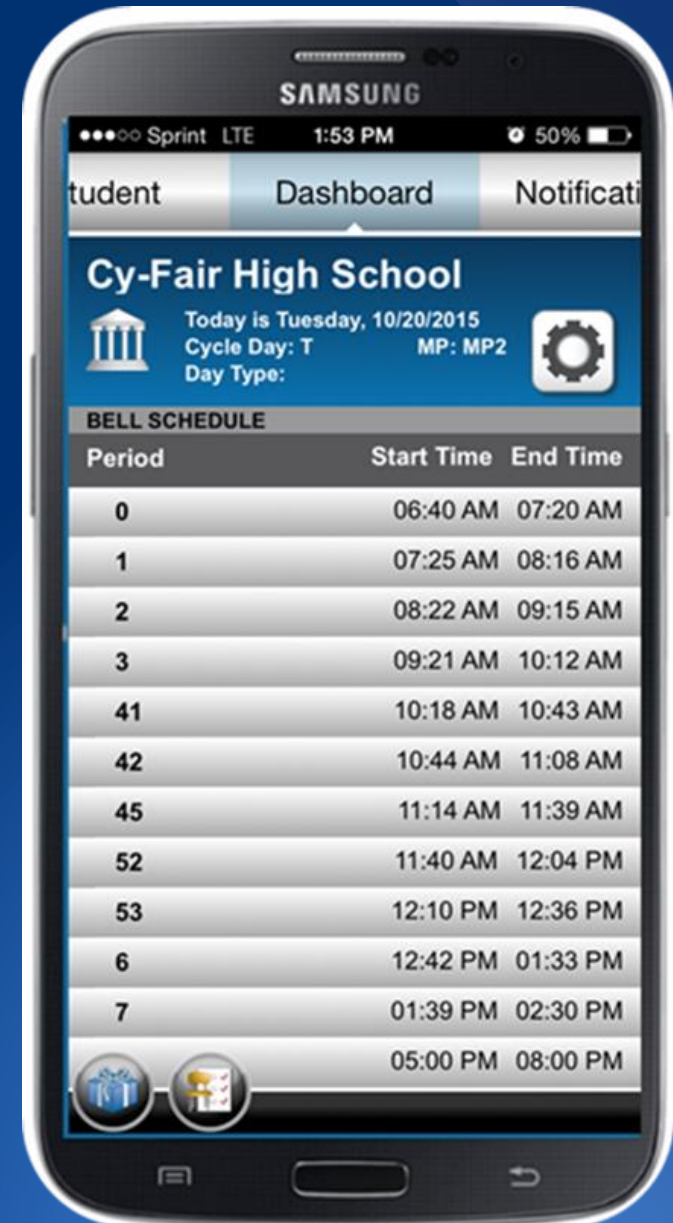 SAMSUNG
Sprint LTE 1:53 PM 50%
tudent Dashboard Notificati
Cy-Fair High School
Today is Tuesday, 10/20/2015
Cycle Day: T MP: MP2
Day Type:
BELL SCHEDULE
Period Start Time End Time
0 06:40 AM 07:20 AM
1 07:25 AM 08:16 AM
2 08:22 AM 09:15 AM
3 09:21 AM 10:12 AM
41 10:18 AM 10:43 AM
42 10:44 AM 11:08 AM
45 11:14 AM 11:39 AM
52 11:40 AM 12:04 PM
53 12:10 PM 12:36 PM
6 12:42 PM 01:33 PM
7 01:39 PM 02:30 PM
05:00 PM 08:00 PM